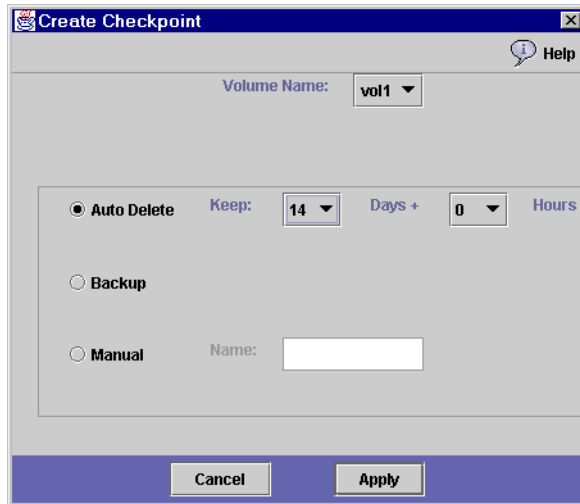 Create Checkpoint
Help
Volume Name: vol1
Auto Delete Keep: 14 Days + 0 Hours
Backup
Manual Name:
Cancel Apply